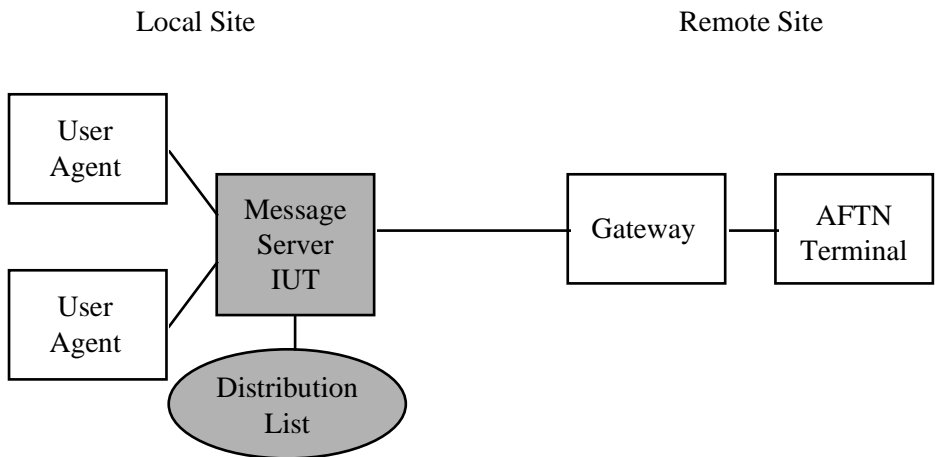 Local Site
Remote Site
User
Agent
Message
Server
IUT
Gateway
AFTN
Terminal
User
Agent
Distribution
List